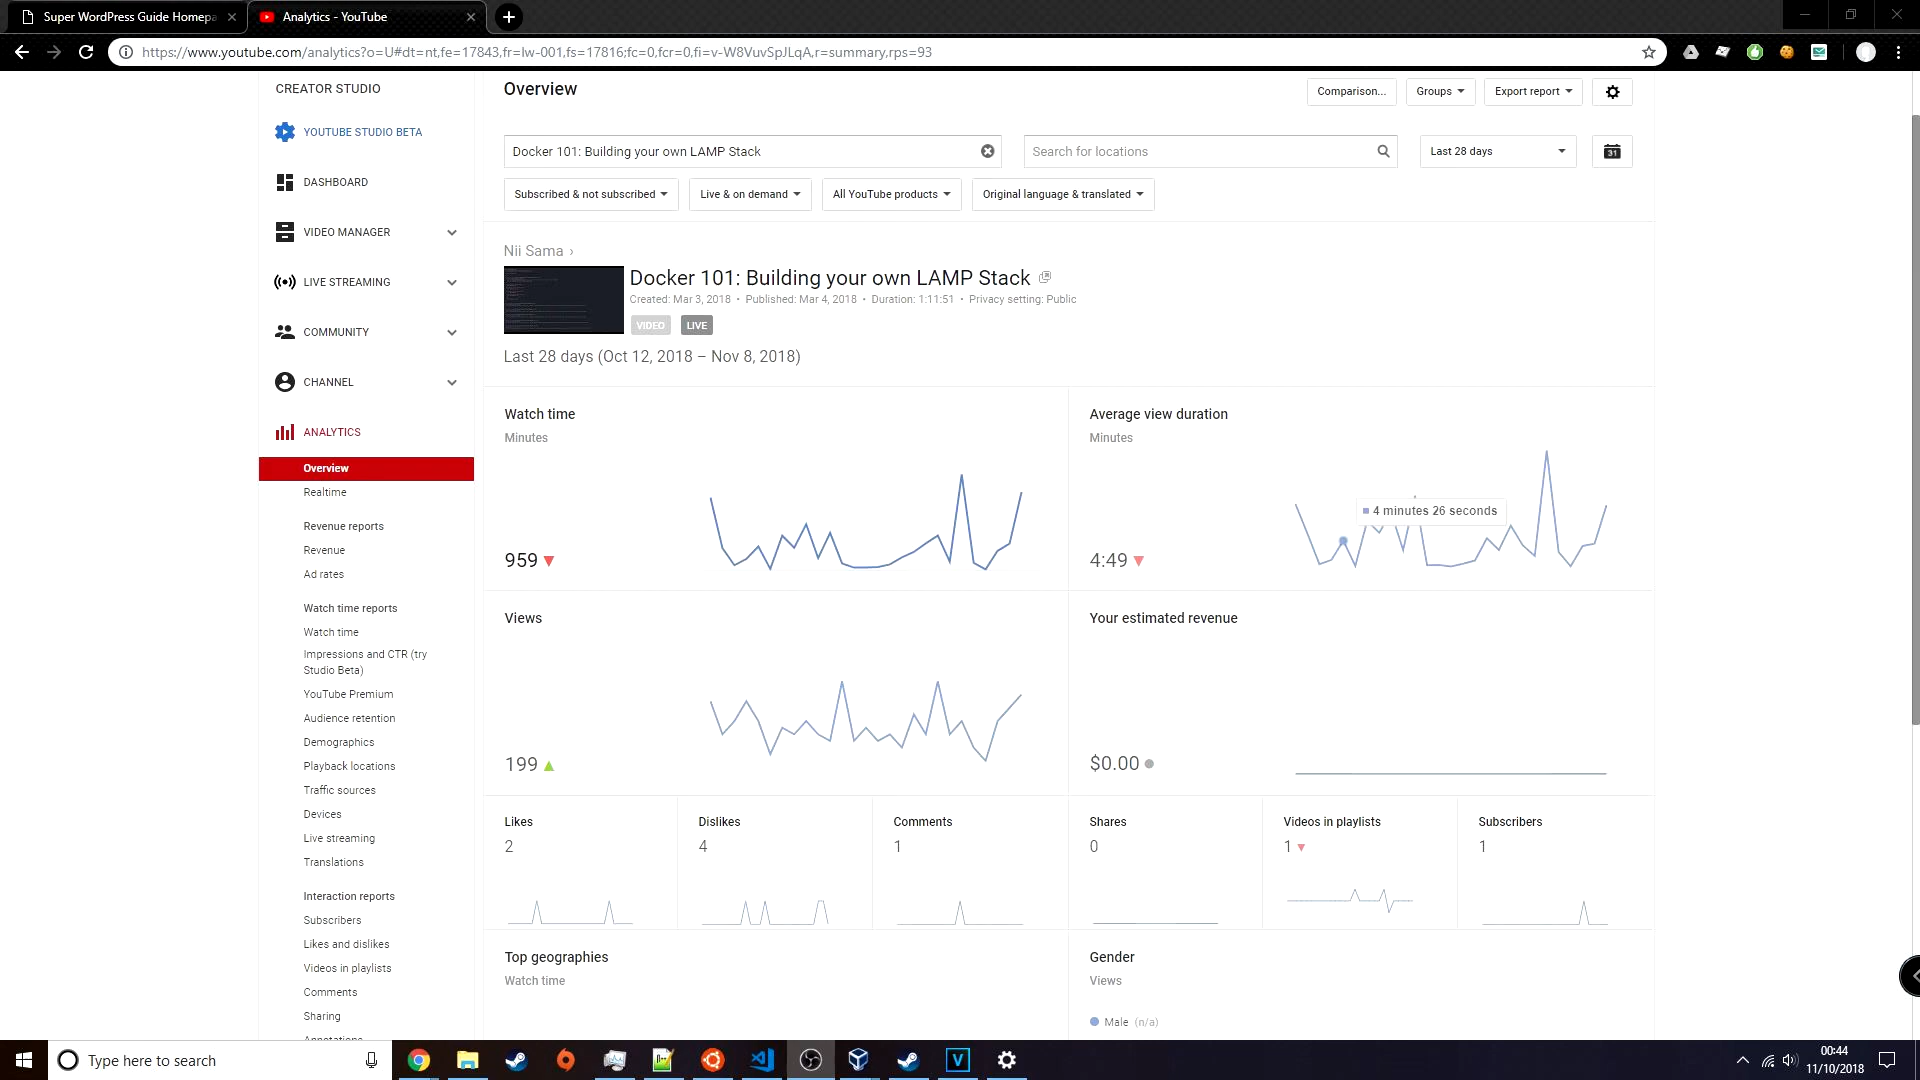 Super WordPress Guide Homepa
Analytics - YouTube
https://www.youtube.com/analytics?o=U#dt=nt,fe=17843,fr=lw-001,fs=17816;fc=0,fcr=0,fi=v-W8VuvSpJLqA,r=summary,rps=93
CREATOR STUDIO
YOUTUBE STUDIO BETA
DASHBOARD
VIDEO MANAGER
LIVE STREAMING
COMMUNITY
CHANNEL
ANALYTICS
Overview
Realtime
Revenue reports
Revenue
Ad rates
Watch time reports
Watch time
Impressions and CTR (try
Studio Beta)
YouTube Premium
Audience retention
Demographics
Playback locations
Traffic sources
Devices
Live streaming
Translations
Interaction reports
Subscribers
Likes and dislikes
Videos in playlists
Comments
Sharing
Annotations
Overview
Comparison...
Groups
Export report
Docker 101: Building your own LAMP Stack
Search for locations
Last 28 days
31
Subscribed & not subscribed
Live & on demand
All YouTube products
Original language & translated
Nii Sama ›
Docker 101: Building your own LAMP Stack
Created: Mar 3, 2018 • Published: Mar 4, 2018 • Duration: 1:11:51 • Privacy setting: Public
VIDEO LIVE
Last 28 days (Oct 12, 2018 – Nov 8, 2018)
Watch time
Minutes
959
Average view duration
Minutes
4 minutes 26 seconds
4:49
Views
199
Your estimated revenue
$0.00
Likes
2
Dislikes
4
Comments
1
Shares
0
Videos in playlists
1
Subscribers
1
Top geographies
Watch time
Gender
Views
Male (n/a)
Type here to search
V
00:44
11/10/2018